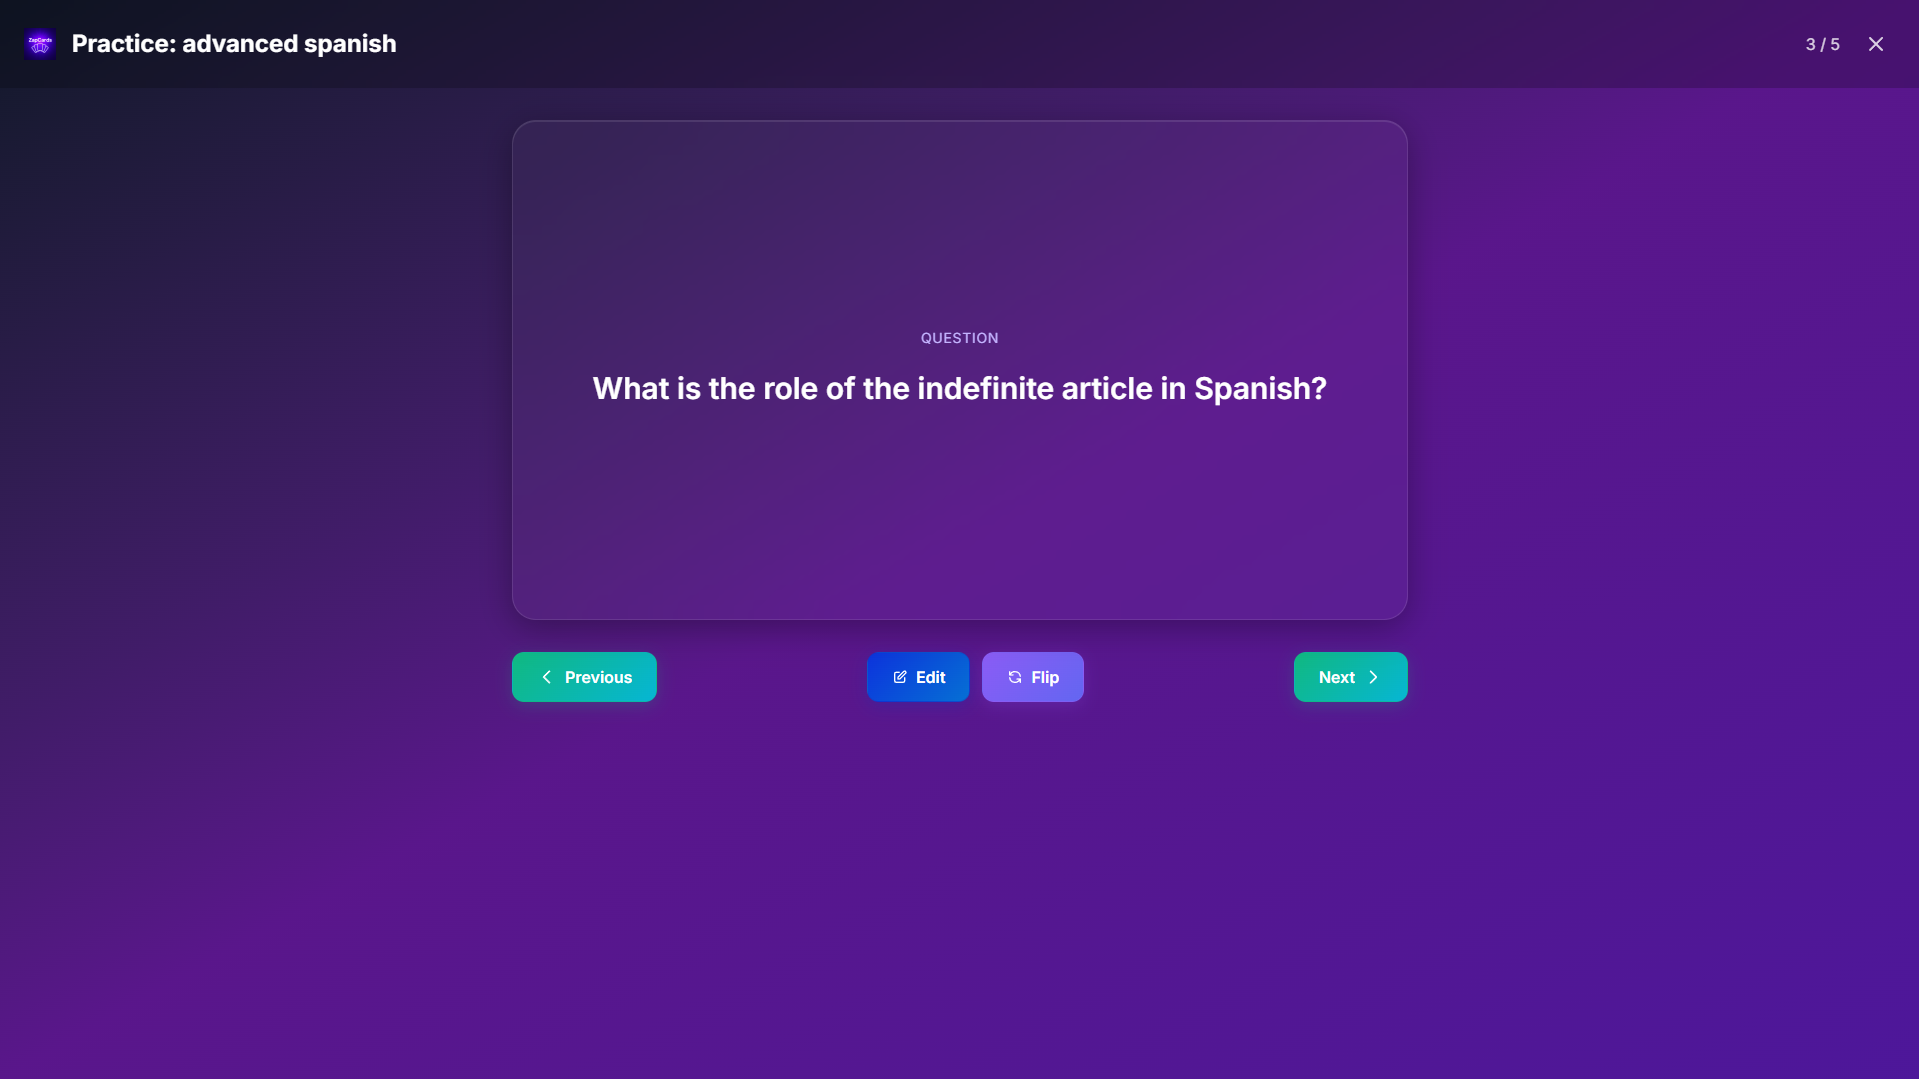 ZapCards
Practice: advanced spanish
3 / 5
QUESTION
What is the role of the indefinite article in Spanish?
Previous
Edit
Flip
Next